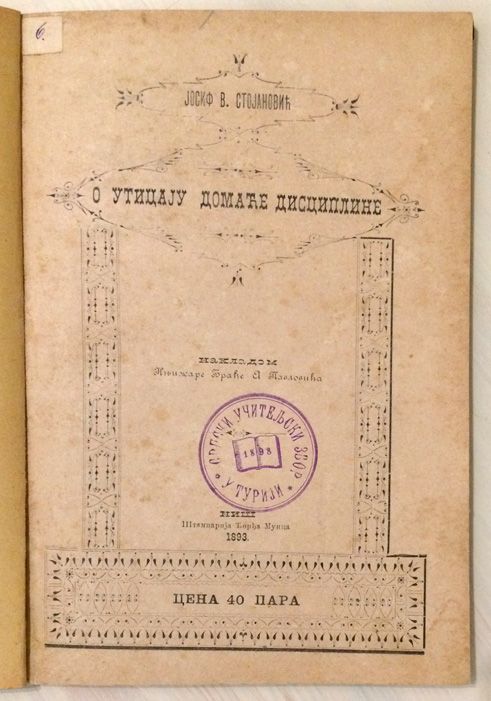 6.
ЈОСИФ В. СТОЈАНОВИЋ
О УТИЦАЈУ ДОМАЋЕ ДИСЦИПЛИНЕ
НАКЛАДОМ
Књижаре Браће А Павловића
СРПСКИ УЧИТЕЉСКИ ЗБОР
1898
У ТУРИЈИ
НИШ
Штампарија Ђорђа Мунца
1893.
ЦЕНА 40 ПАРА